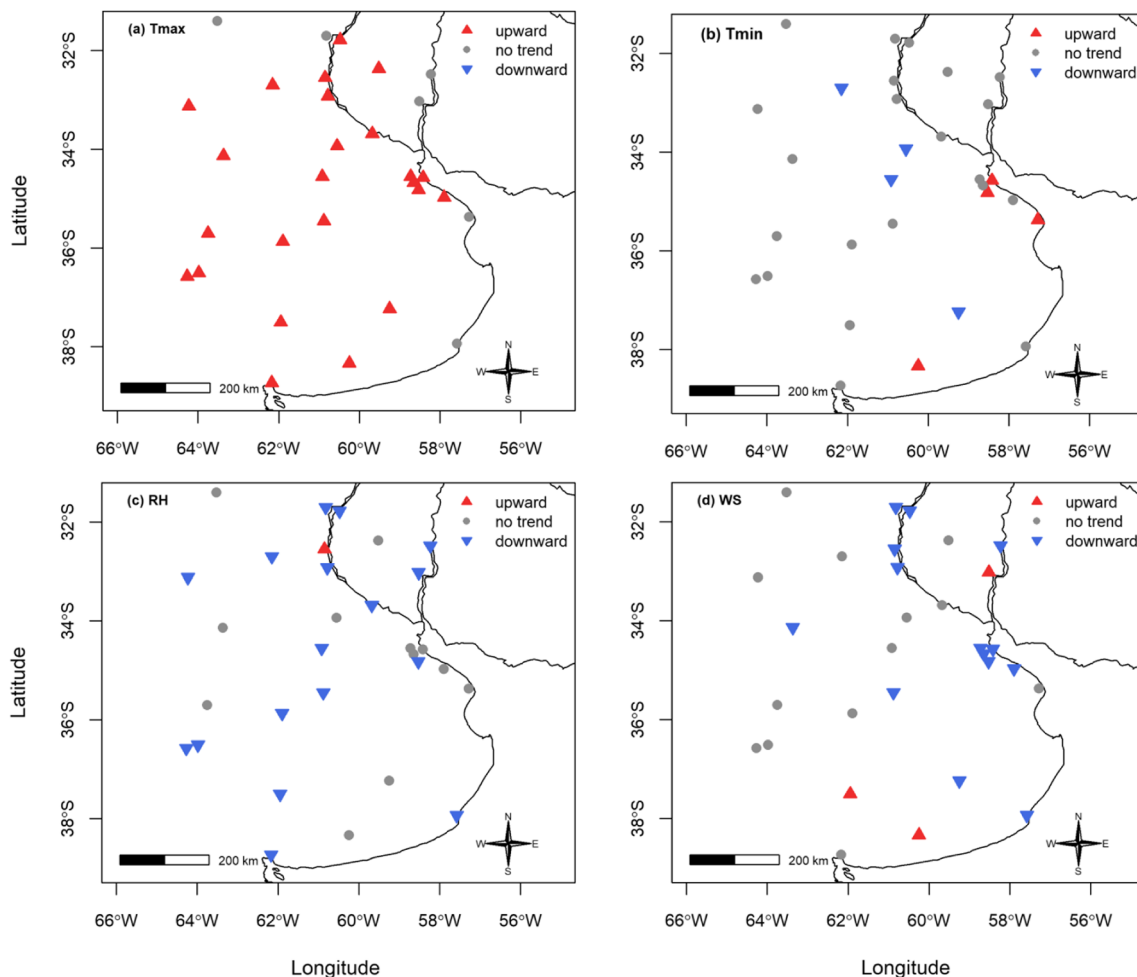 (a) Tmax
upward
no trend
downward
32°S
34°S
36°S
38°S
Latitude
N
W E
S
200 km
66°W 64°W 62°W 60°W 58°W 56°W
(b) Tmin
upward
no trend
downward
32°S
34°S
36°S
38°S
N
W E
S
200 km
66°W 64°W 62°W 60°W 58°W 56°W
(c) RH
upward
no trend
downward
32°S
34°S
36°S
38°S
Latitude
N
W E
S
200 km
66°W 64°W 62°W 60°W 58°W 56°W
Longitude
(d) WS
upward
no trend
downward
32°S
34°S
36°S
38°S
N
W E
S
200 km
66°W 64°W 62°W 60°W 58°W 56°W
Longitude